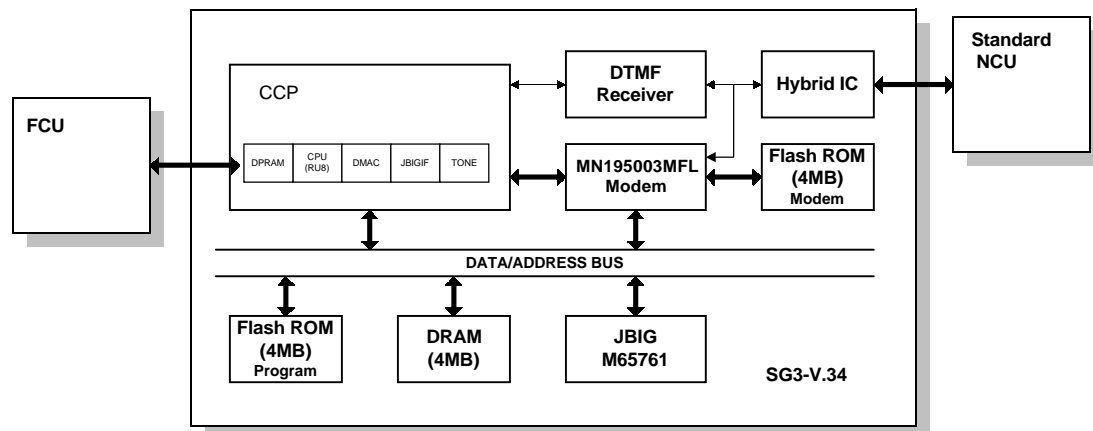 FCU
CCP
DPRAM
CPU
(RU8)
DMAC
JBIGIF
TONE
DTMF
Receiver
Hybrid IC
Standard
NCU
MN195003MFL
Modem
Flash ROM
(4MB)
Modem
DATA/ADDRESS BUS
Flash ROM
(4MB)
Program
DRAM
(4MB)
JBIG
M65761
SG3-V.34